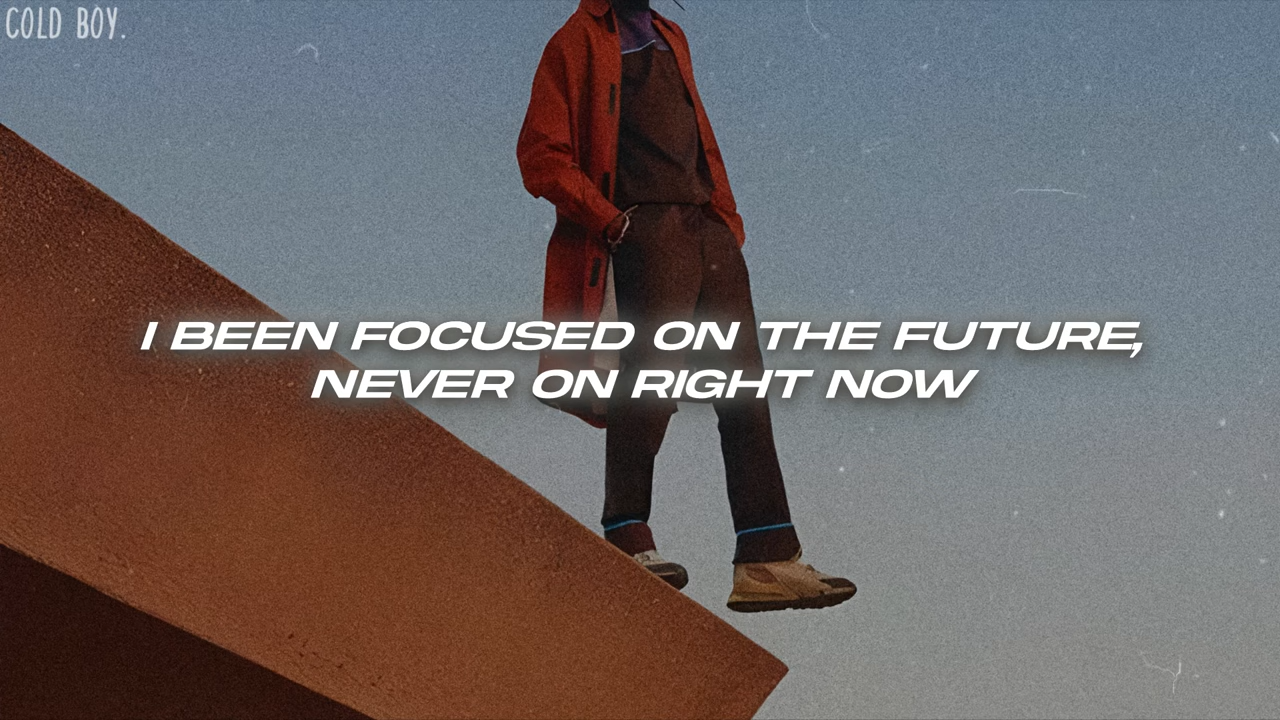 COLD BOY.
I BEEN FOCUSED ON THE FUTURE,
NEVER ON RIGHT NOW